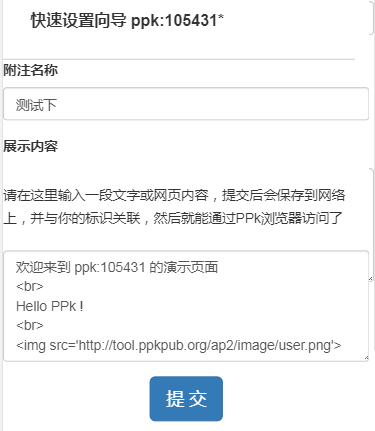 快速设置向导 ppk:105431*
附注名称
测试下
展示内容
请在这里输入一段文字或网页内容，提交后会保存到网络
上，并与你的标识关联，然后就能通过PPk浏览器访问了
欢迎来到 ppk:105431 的演示页面
<br>
Hello PPk !
<br>
<img src='http://tool.ppkpub.org/ap2/image/user.png'>
提 交